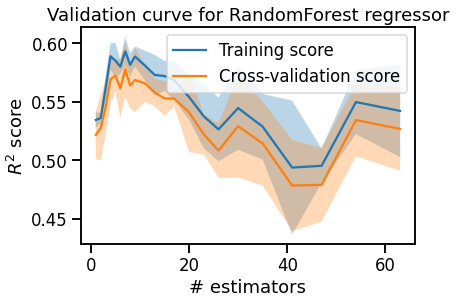 Validation curve for RandomForest regressor
Training score
Cross-validation score
R² score
0.60
0.55
0.50
0.45
0
20
40
60
# estimators